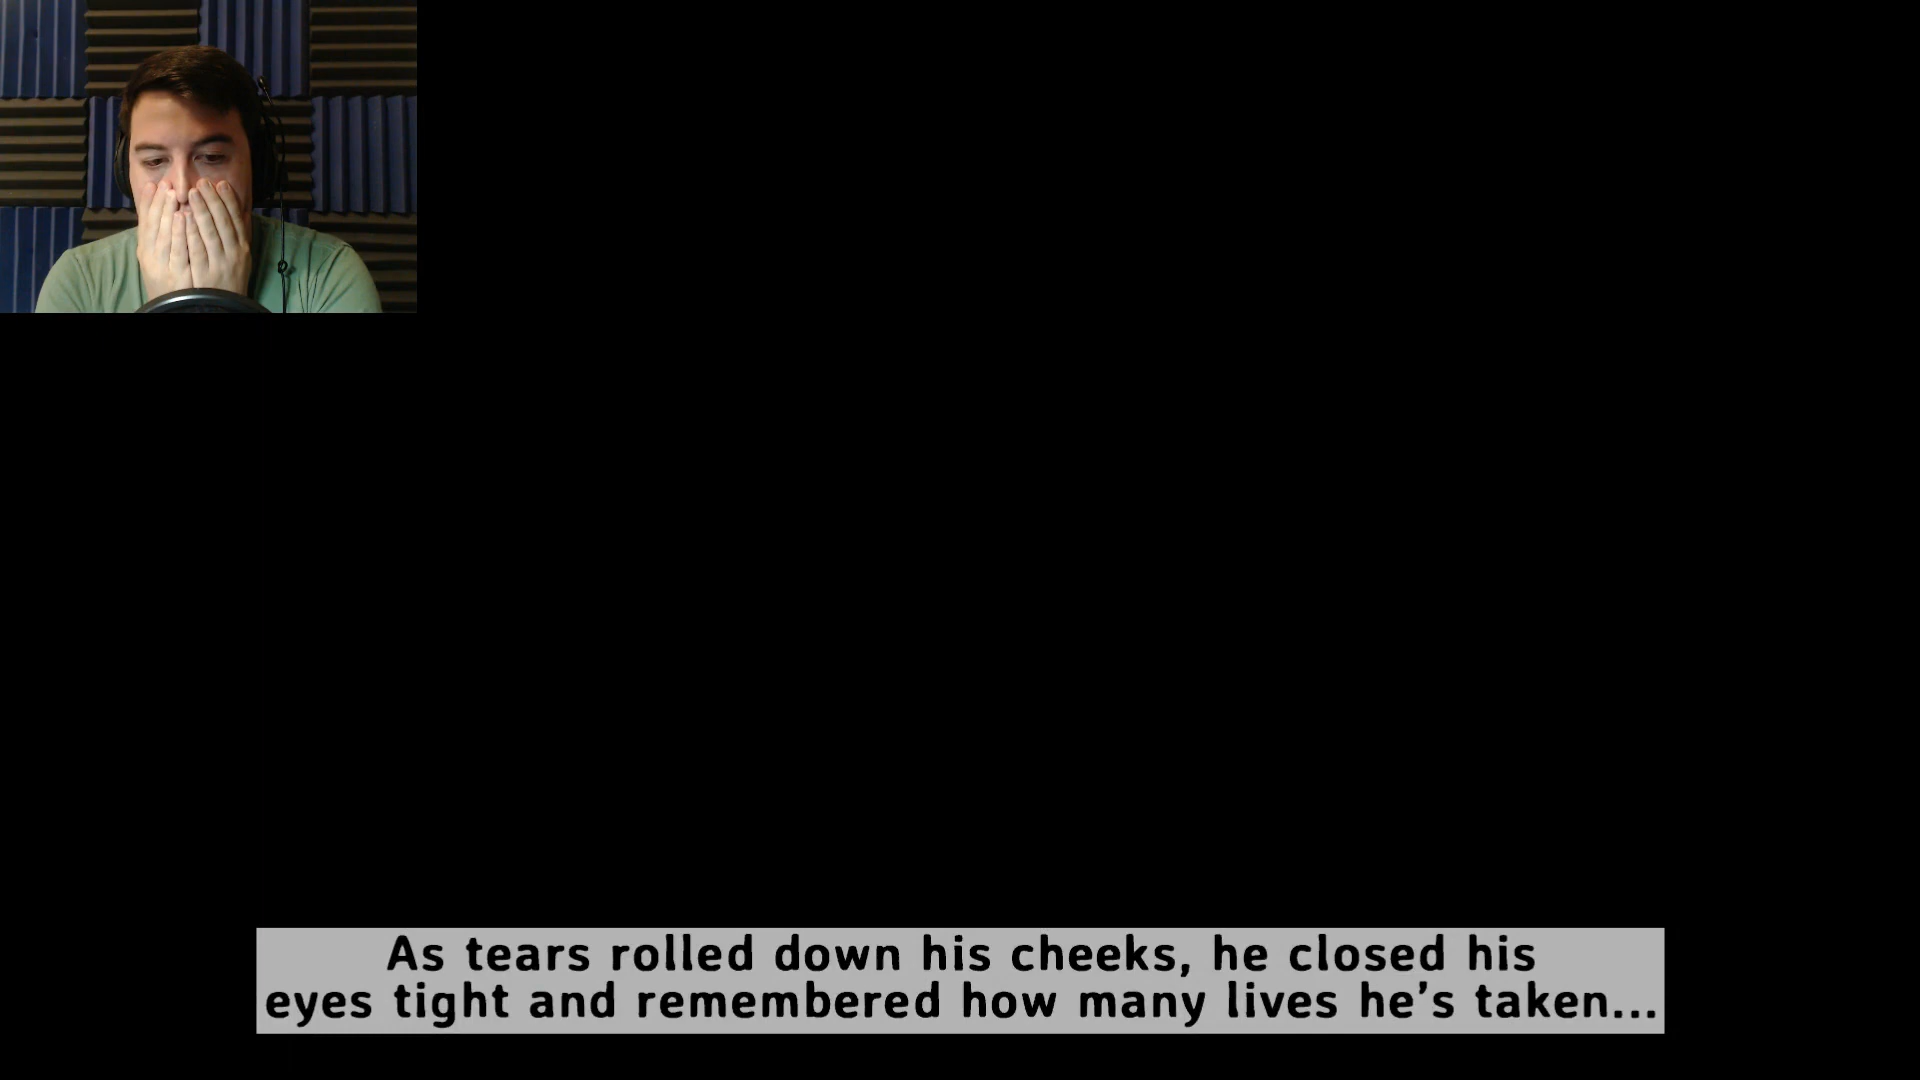 As tears rolled down his cheeks, he closed his
eyes tight and remembered how many lives he's taken...